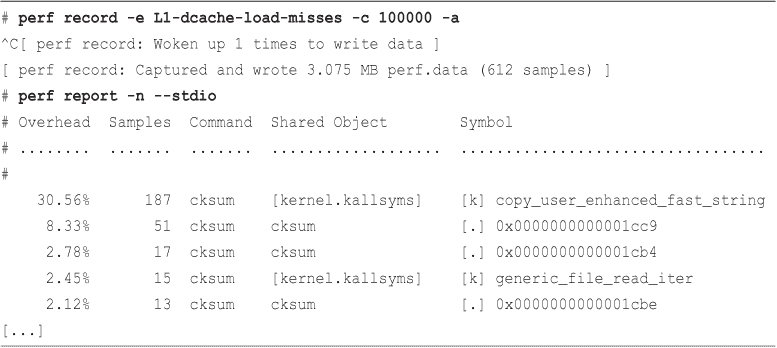 # perf record -e L1-dcache-load-misses -c 100000 -a
^C[ perf record: Woken up 1 times to write data ]
[ perf record: Captured and wrote 3.075 MB perf.data (612 samples) ]
# perf report -n --stdio
# Overhead  Samples  Command  Shared Object        Symbol
# ........  .......  .......  ...................  ..................................
#
    30.56%      187  cksum    [kernel.kallsyms]    [k] copy_user_enhanced_fast_string
     8.33%       51  cksum    cksum                [.] 0x0000000000001cc9
     2.78%       17  cksum    cksum                [.] 0x0000000000001cb4
     2.45%       15  cksum    [kernel.kallsyms]    [k] generic_file_read_iter
     2.12%       13  cksum    cksum                [.] 0x0000000000001cbe
[...]